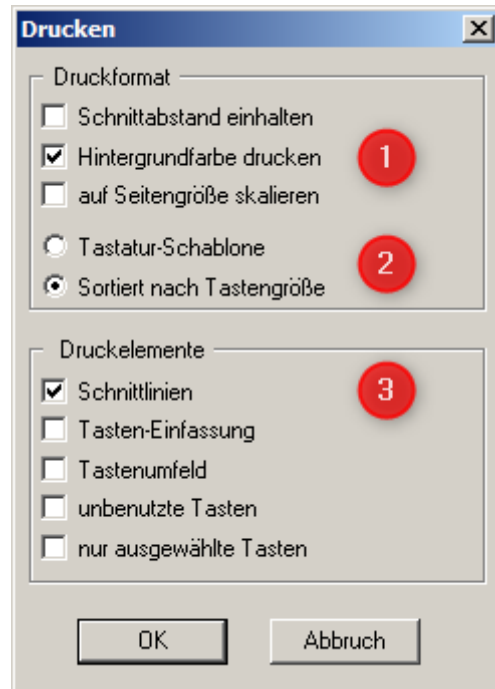 Drucken
Druckformat
Schnittabstand einhalten
Hintergrundfarbe drucken
1
auf Seitengröße skalieren
Tastatur-Schablone
2
Sortiert nach Tastengröße
Druckelemente
Schnittlinien
3
Tasten-Einfassung
Tastenumfeld
unbenutzte Tasten
nur ausgewählte Tasten
OK Abbruch